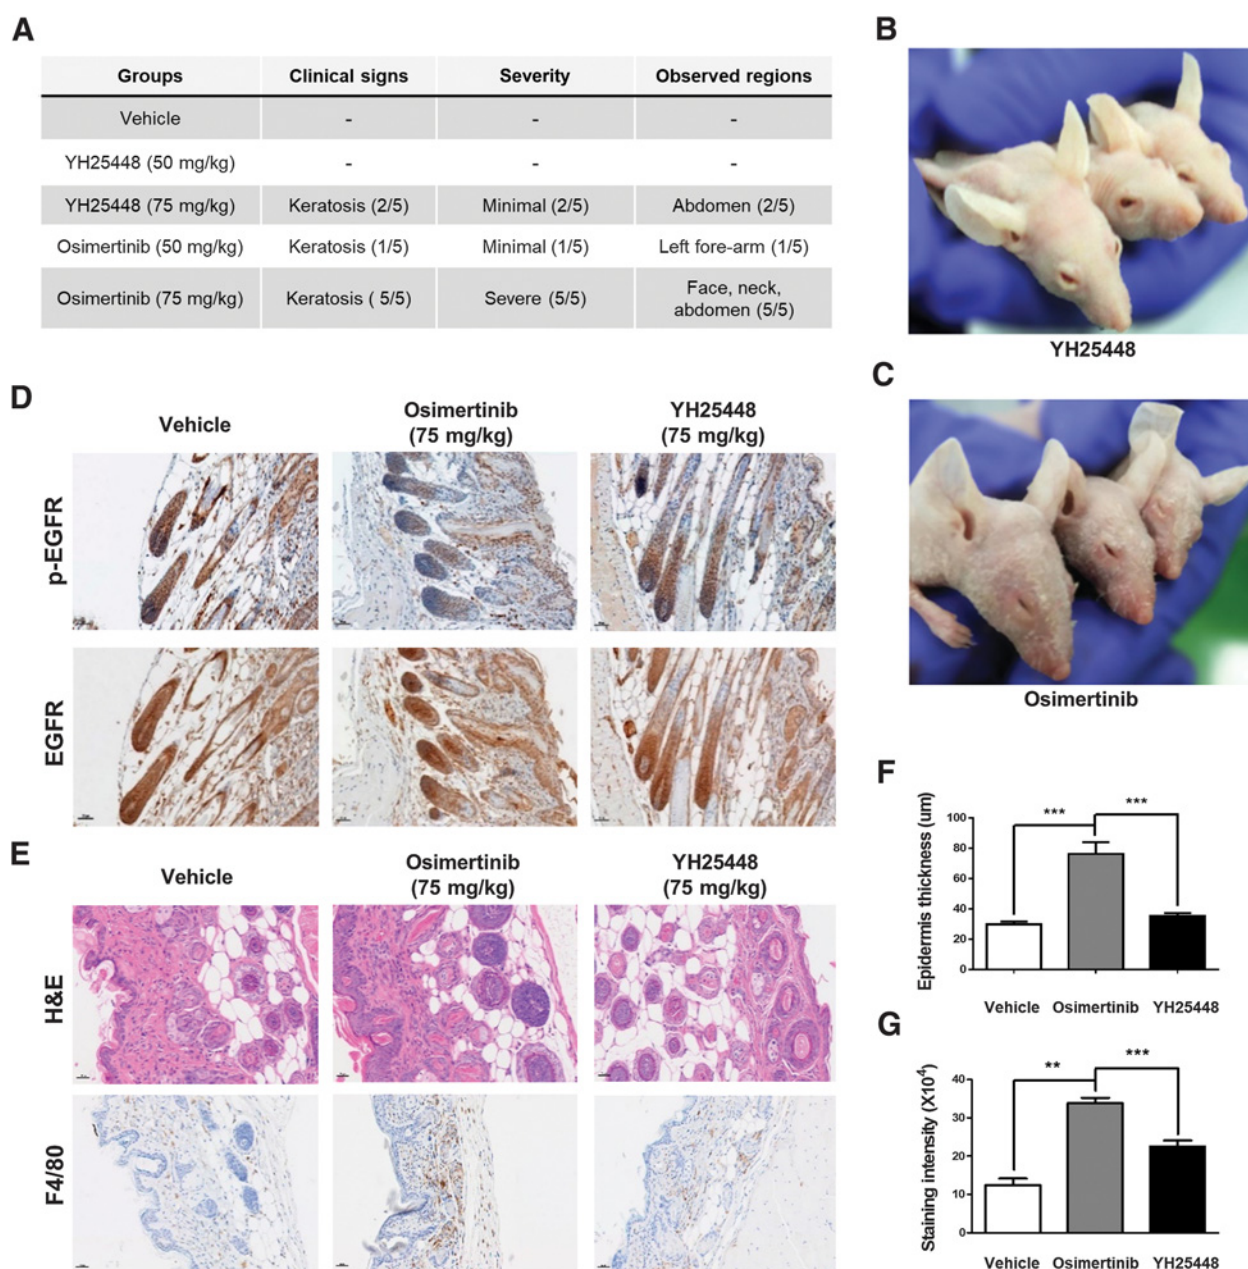 A
Groups Clinical signs Severity Observed regions
Vehicle - - -
YH25448 (50 mg/kg) - - -
YH25448 (75 mg/kg) Keratosis (2/5) Minimal (2/5) Abdomen (2/5)
Osimertinib (50 mg/kg) Keratosis (1/5) Minimal (1/5) Left fore-arm (1/5)
Osimertinib (75 mg/kg) Keratosis ( 5/5) Severe (5/5) Face, neck,
abdomen (5/5)
B
YH25448
C
Osimertinib
D
Vehicle
Osimertinib
(75 mg/kg)
YH25448
(75 mg/kg)
p-EGFR
EGFR
E
Vehicle
Osimertinib
(75 mg/kg)
YH25448
(75 mg/kg)
H&E
F4/80
F
Epidermis thickness (um)
100
80
60
40
20
0
***
***
Vehicle Osimertinib YH25448
G
Staining intensity (X10⁴)
40
30
20
10
0
**
***
Vehicle Osimertinib YH25448